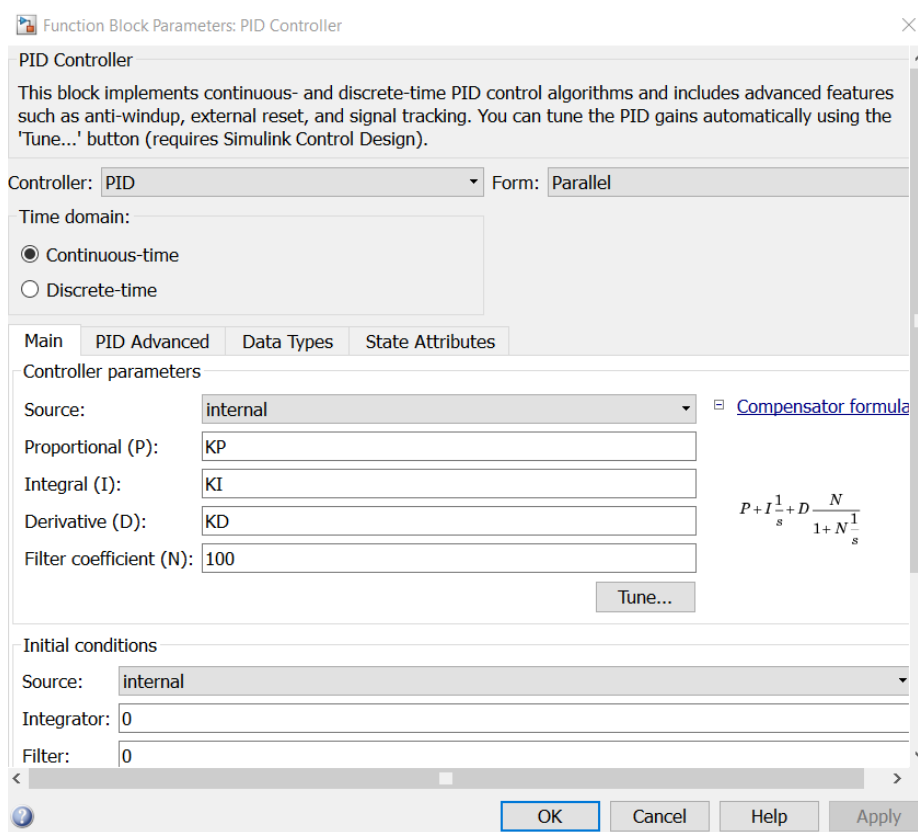 Function Block Parameters: PID Controller
PID Controller
This block implements continuous- and discrete-time PID control algorithms and includes advanced features
such as anti-windup, external reset, and signal tracking. You can tune the PID gains automatically using the
'Tune...' button (requires Simulink Control Design).
Controller: PID Form: Parallel
Time domain:
Continuous-time
Discrete-time
Main PID Advanced Data Types State Attributes
Controller parameters
Source: internal Compensator formula
Proportional (P): KP
Integral (I): KI
Derivative (D): KD
P+I 1/s +D N/(1+N 1/s)
Filter coefficient (N): 100
Tune...
Initial conditions
Source: internal
Integrator: 0
Filter: 0
OK Cancel Help Apply